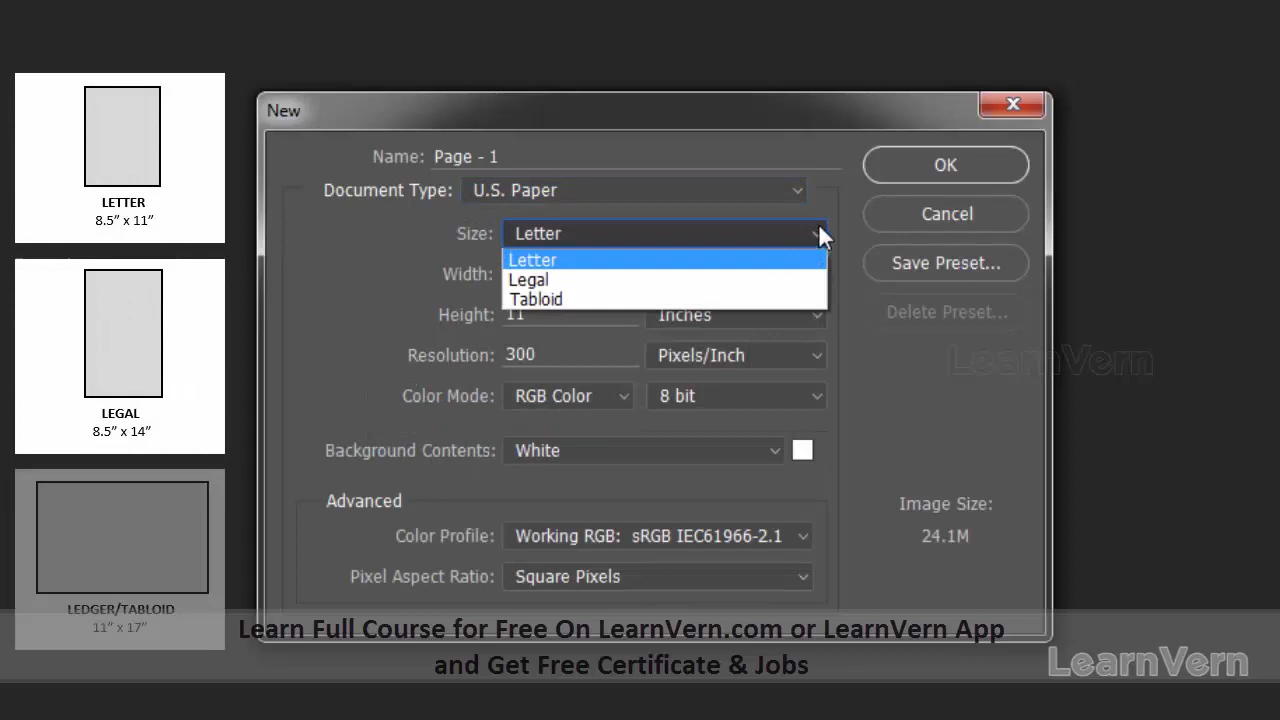 LETTER
8.5” x 11”
LEGAL
8.5” x 14”
LEDGER/TABLOID
11” x 17”
New
Name: Page - 1
Document Type: U.S. Paper
Size: Letter
Letter
Legal
Tabloid
Width:
Height: 11 Inches
Resolution: 300 Pixels/Inch
Color Mode: RGB Color 8 bit
Background Contents: White
Advanced
Color Profile: Working RGB: sRGB IEC61966-2.1
Pixel Aspect Ratio: Square Pixels
OK
Cancel
Save Preset...
Delete Preset...
LearnVern
Image Size:
24.1M
Learn Full Course for Free On LearnVern.com or LearnVern App
and Get Free Certificate & Jobs
LearnVern